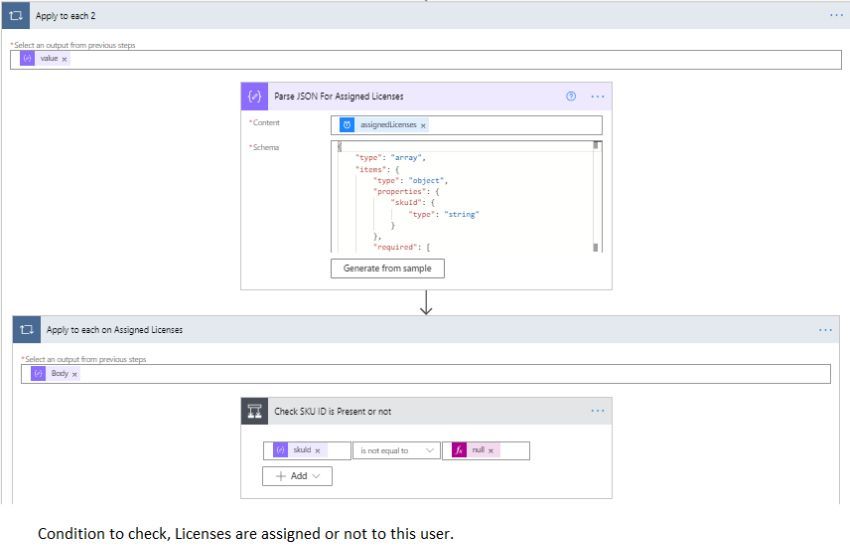 Apply to each 2
*Select an output from previous steps
value x
Parse JSON For Assigned Licenses
*Content
assignedLicenses x
*Schema
{
"type": "array",
"items": {
"type": "object",
"properties": {
"skuId": {
"type": "string"
}
},
"required": [
Generate from sample
Apply to each on Assigned Licenses
*Select an output from previous steps
Body x
Check SKU ID is Present or not
skuId x is not equal to fx null x
+ Add
Condition to check, Licenses are assigned or not to this user.